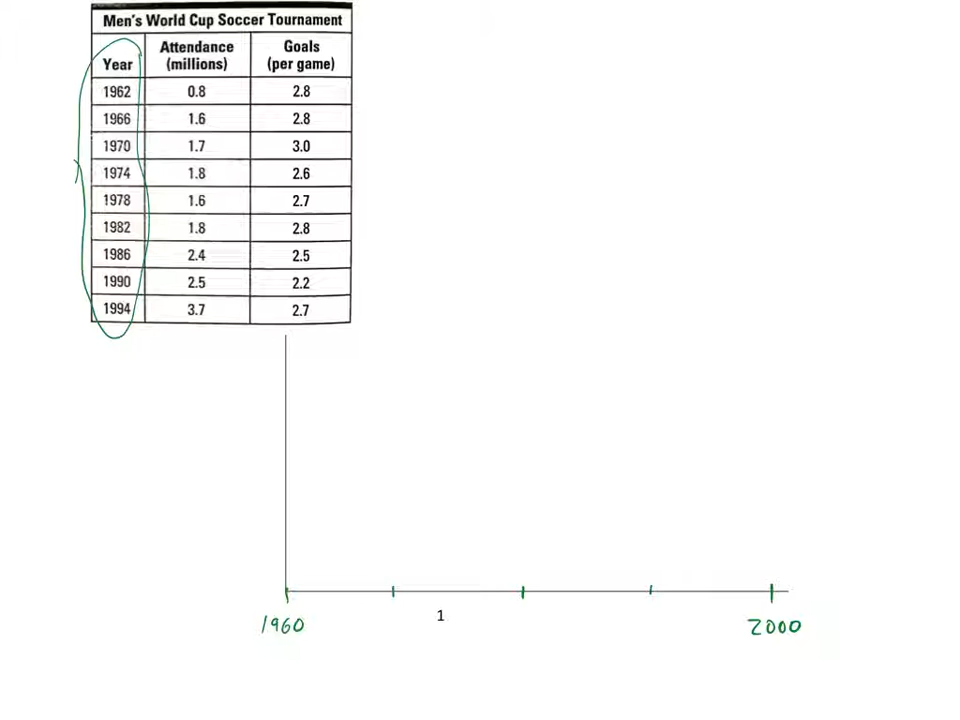 Men's World Cup Soccer Tournament
Year Attendance (millions) Goals (per game)
1962 0.8 2.8
1966 1.6 2.8
1970 1.7 3.0
1974 1.8 2.6
1978 1.6 2.7
1982 1.8 2.8
1986 2.4 2.5
1990 2.5 2.2
1994 3.7 2.7
1960 1 2000